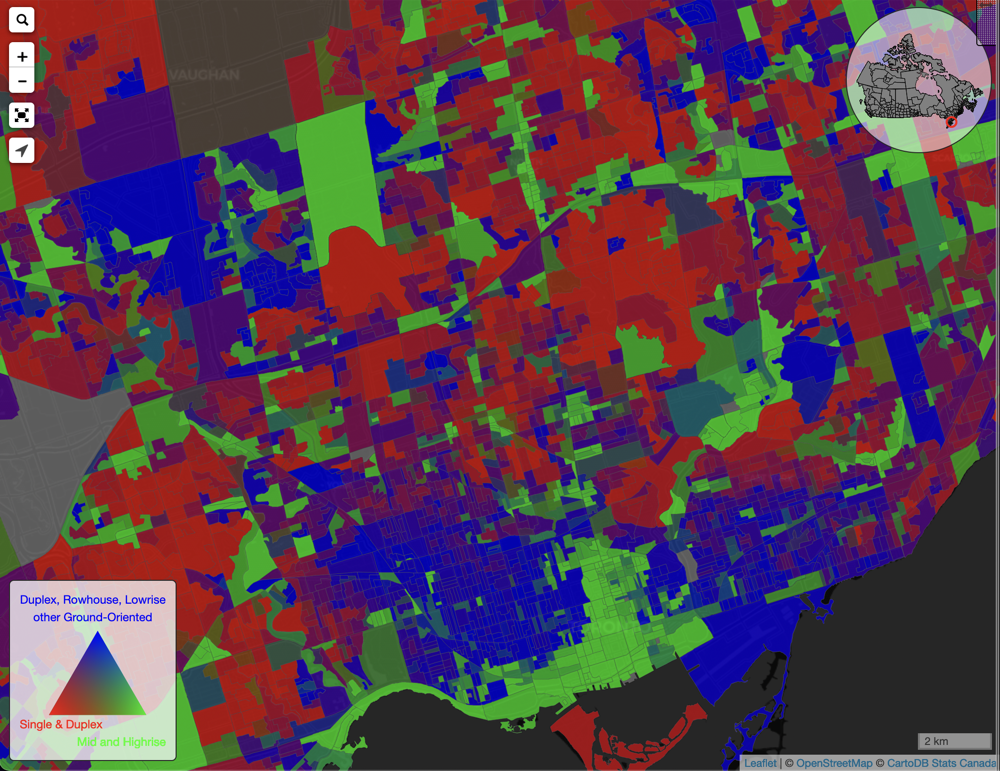 +
−
VAUGHAN
Duplex, Rowhouse, Lowrise
other Ground-Oriented
Single & Duplex
Mid and Highrise
2 km
Leaflet | © OpenStreetMap © CartoDB Stats Canada